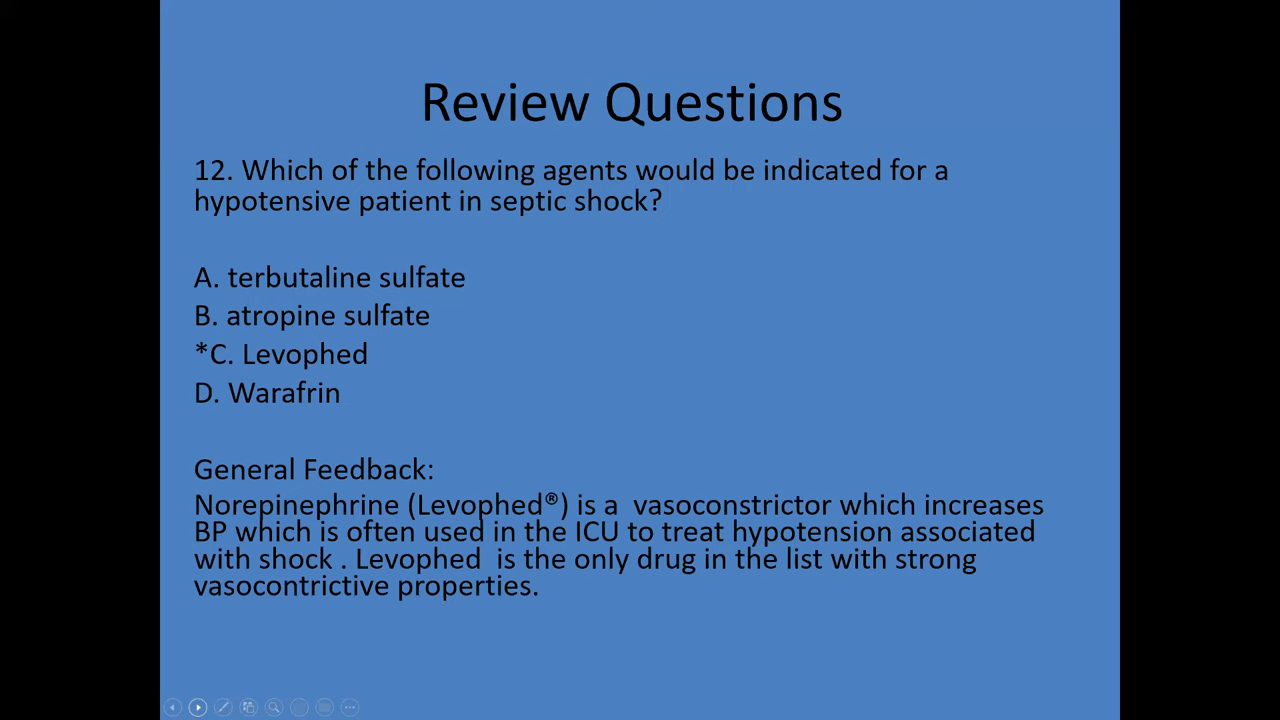 Review Questions
12. Which of the following agents would be indicated for a
hypotensive patient in septic shock?
A. terbutaline sulfate
B. atropine sulfate
*C. Levophed
D. Warafrin
General Feedback:
Norepinephrine (Levophed®) is a  vasoconstrictor which increases
BP which is often used in the ICU to treat hypotension associated
with shock . Levophed  is the only drug in the list with strong
vasocontrictive properties.